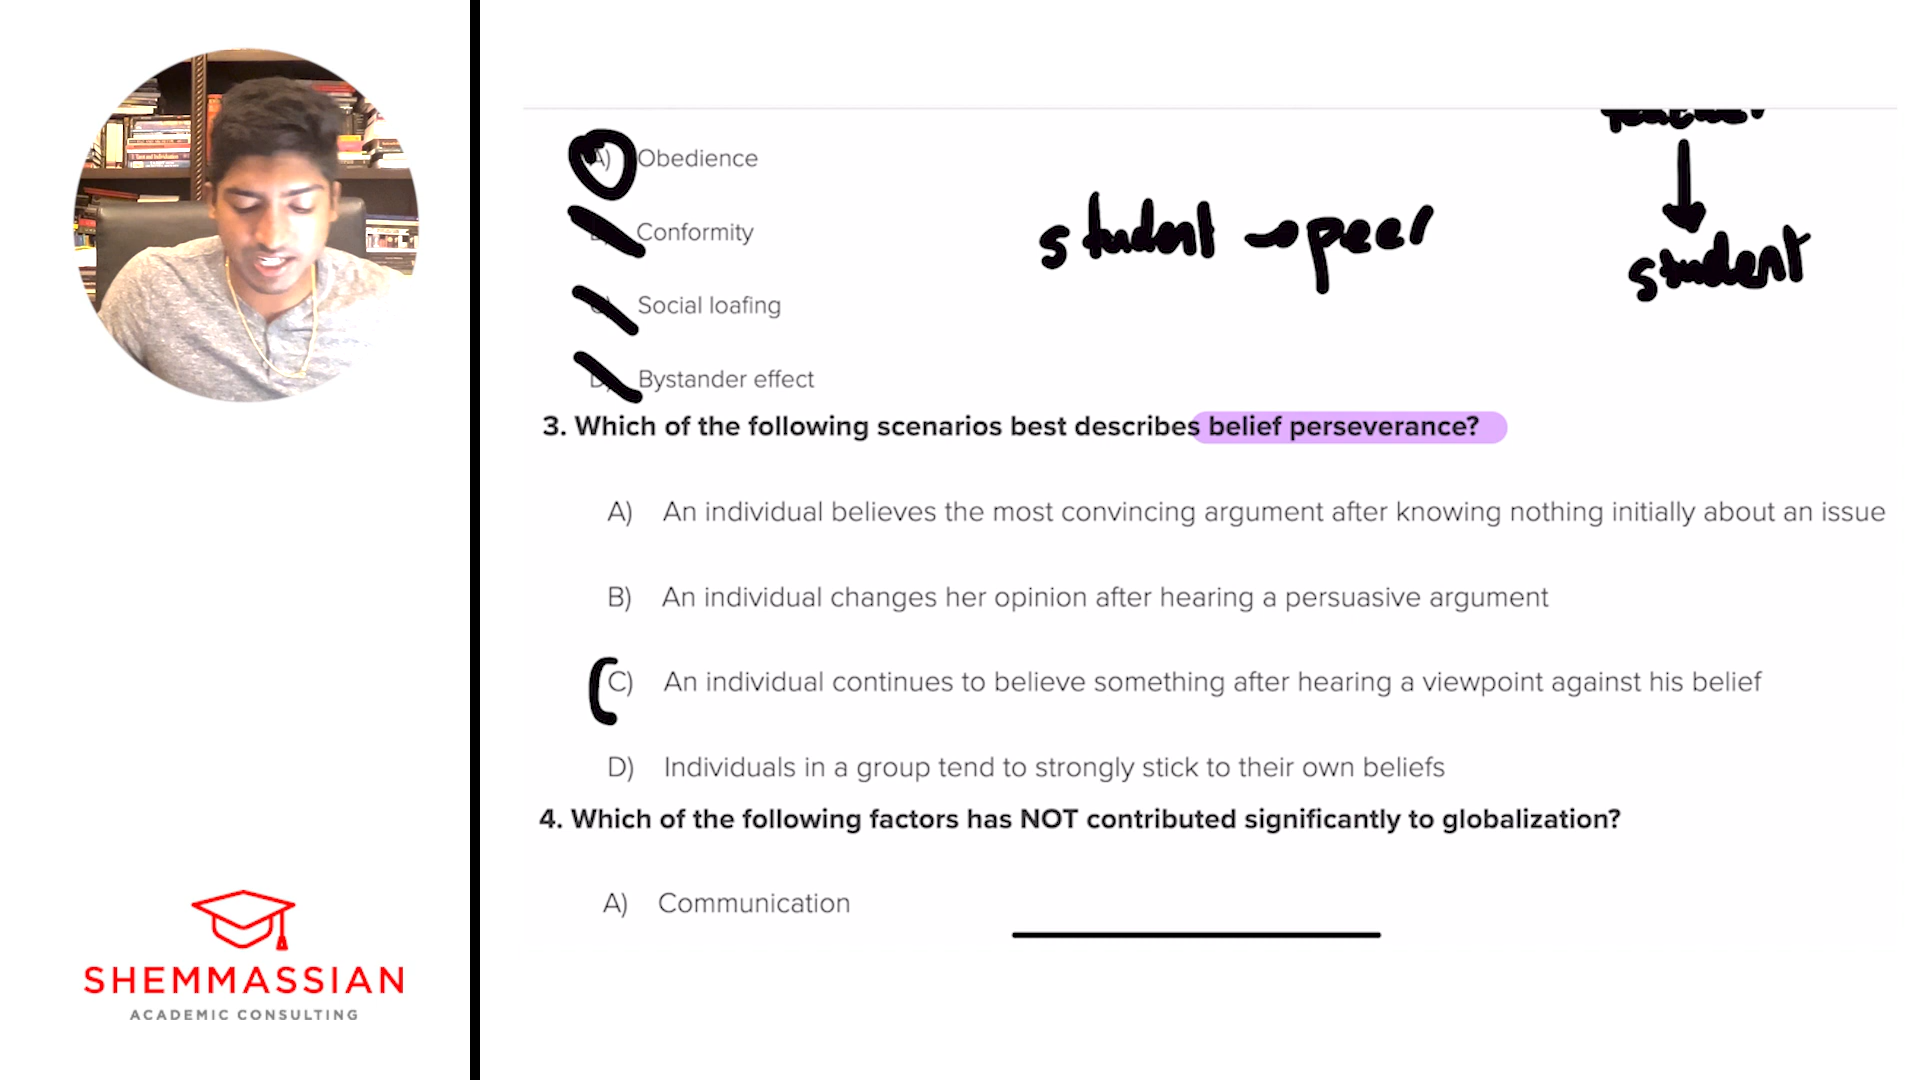 A) Obedience
Conformity
Social loafing
Bystander effect
student → peer
student
3. Which of the following scenarios best describes belief perseverance?
A) An individual believes the most convincing argument after knowing nothing initially about an issue
B) An individual changes her opinion after hearing a persuasive argument
C) An individual continues to believe something after hearing a viewpoint against his belief
D) Individuals in a group tend to strongly stick to their own beliefs
4. Which of the following factors has NOT contributed significantly to globalization?
A) Communication
SHEMMASSIAN
ACADEMIC CONSULTING